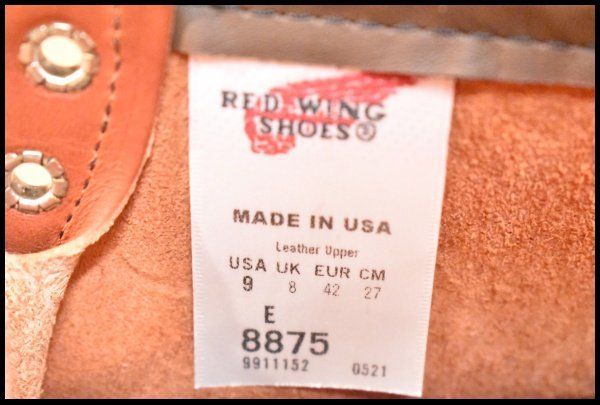 RED WING
SHOES®
MADE IN USA
Leather Upper
USA UK EUR CM
9 8 42 27
E
8875
9911152 0521